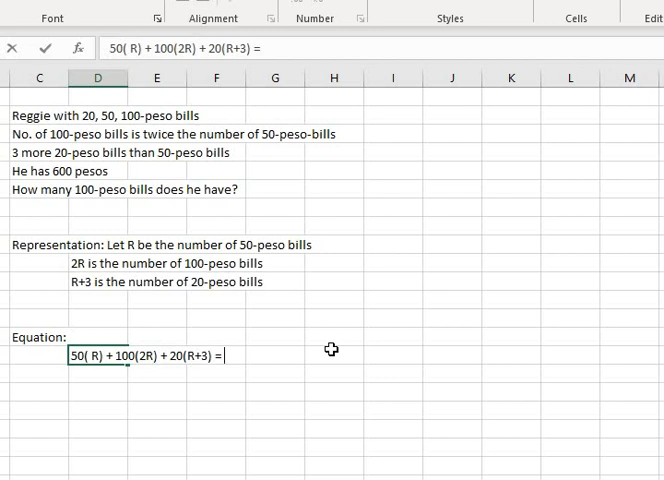 Font
Alignment
Number
Styles
Cells
Edit
fx
50( R) + 100(2R) + 20(R+3) =
C D E F G H I J K L M
Reggie with 20, 50, 100-peso bills
No. of 100-peso bills is twice the number of 50-peso-bills
3 more 20-peso bills than 50-peso bills
He has 600 pesos
How many 100-peso bills does he have?
Representation: Let R be the number of 50-peso bills
2R is the number of 100-peso bills
R+3 is the number of 20-peso bills
Equation:
50( R) + 100(2R) + 20(R+3) =